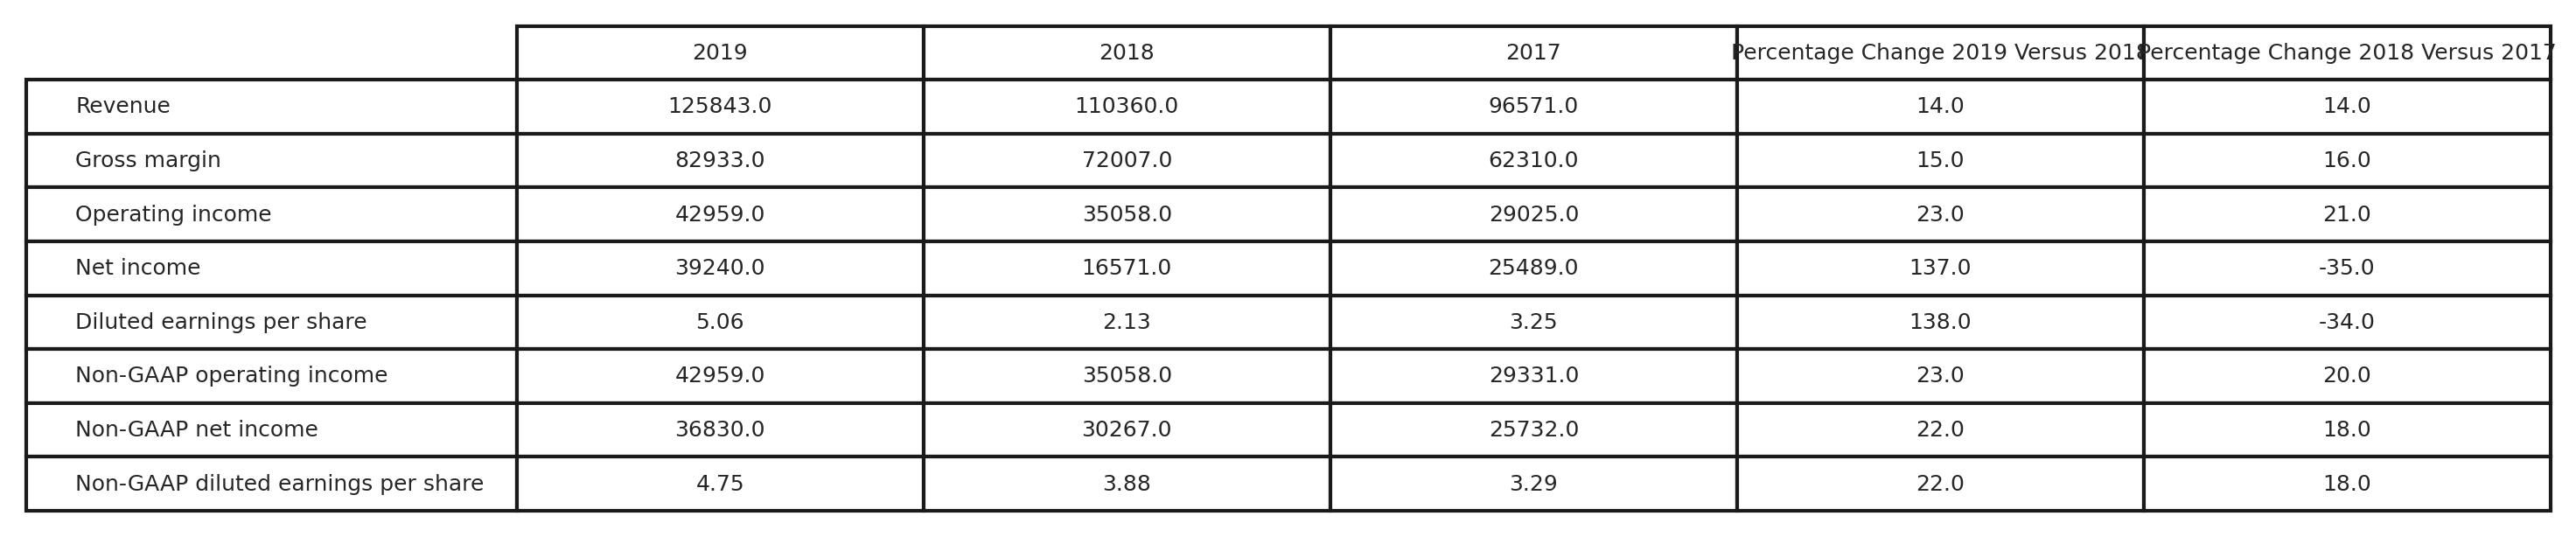 2019 2018 2017 Percentage Change 2019 Versus 2018 Percentage Change 2018 Versus 2017
Revenue 125843.0 110360.0 96571.0 14.0 14.0
Gross margin 82933.0 72007.0 62310.0 15.0 16.0
Operating income 42959.0 35058.0 29025.0 23.0 21.0
Net income 39240.0 16571.0 25489.0 137.0 -35.0
Diluted earnings per share 5.06 2.13 3.25 138.0 -34.0
Non-GAAP operating income 42959.0 35058.0 29331.0 23.0 20.0
Non-GAAP net income 36830.0 30267.0 25732.0 22.0 18.0
Non-GAAP diluted earnings per share 4.75 3.88 3.29 22.0 18.0